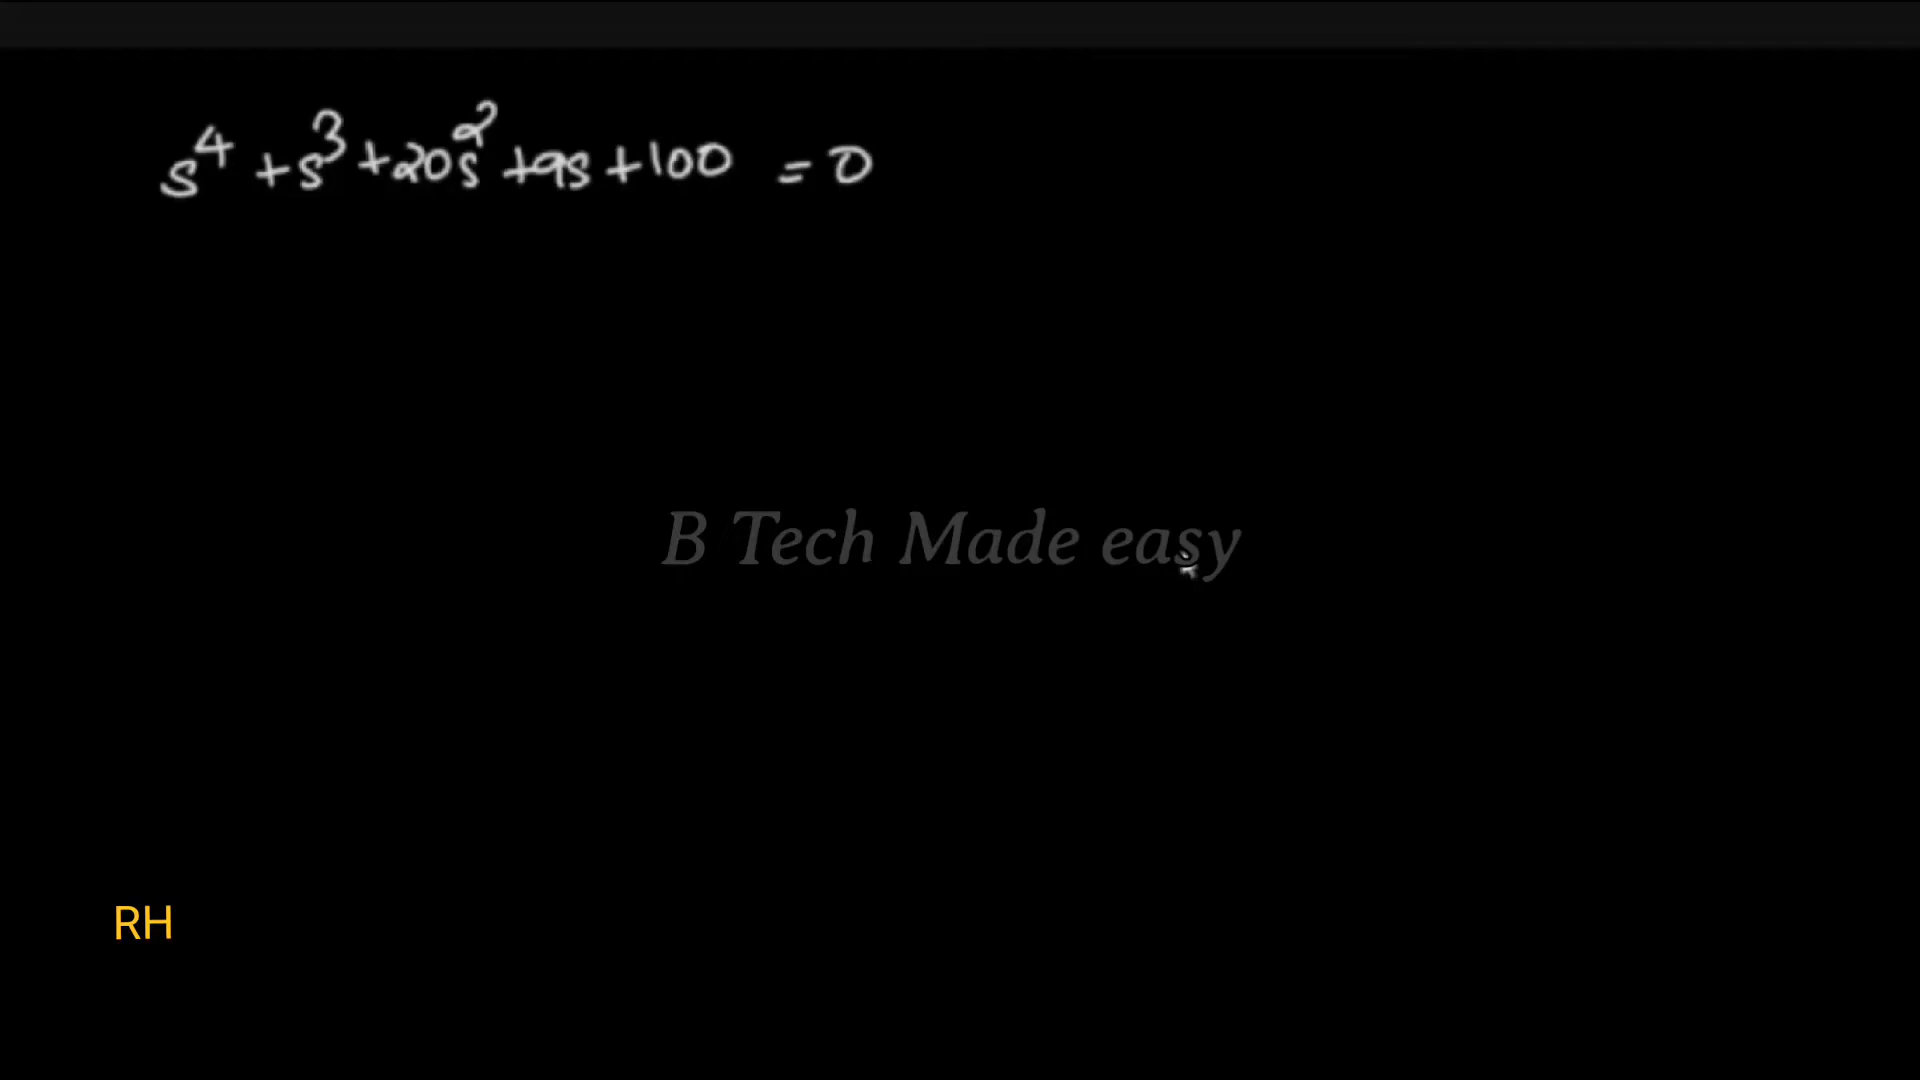 s⁴ + s³ + 20s² + 9s + 100 = 0
B Tech Made easy
RH